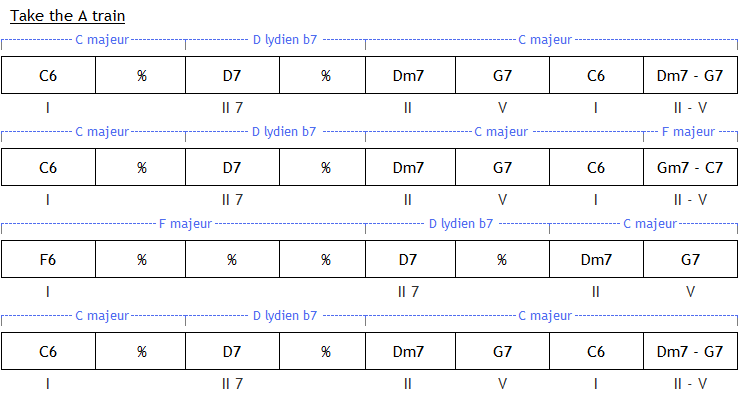 Take the A train
C majeur D lydien b7 C majeur
C6 % D7 % Dm7 G7 C6 Dm7 - G7
I II 7 II V I II - V
C majeur D lydien b7 C majeur F majeur
C6 % D7 % Dm7 G7 C6 Gm7 - C7
I II 7 II V I II - V
F majeur D lydien b7 C majeur
F6 % % % D7 % Dm7 G7
I II 7 II V
C majeur D lydien b7 C majeur
C6 % D7 % Dm7 G7 C6 Dm7 - G7
I II 7 II V I II - V